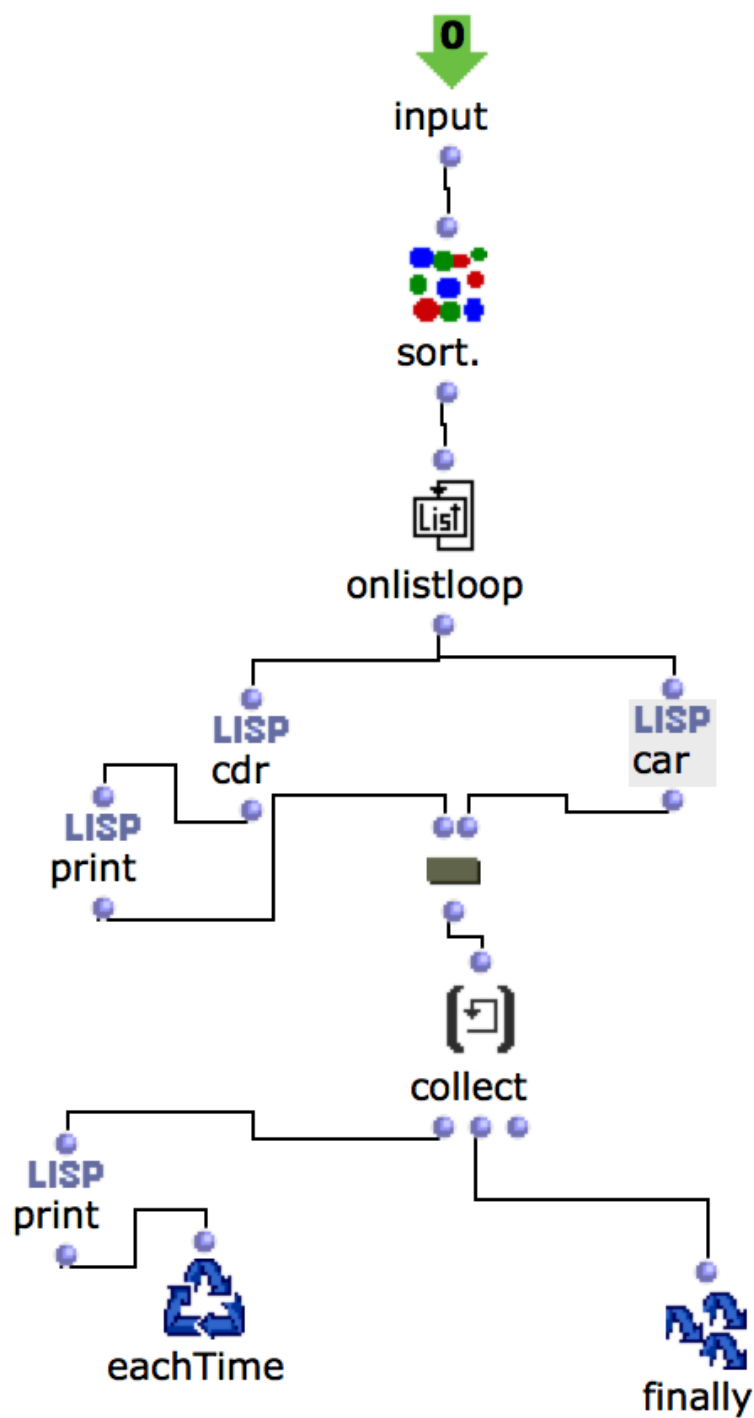 0
input
sort.
List
onlistloop
LISP
cdr
LISP
car
LISP
print
collect
LISP
print
eachTime
finally